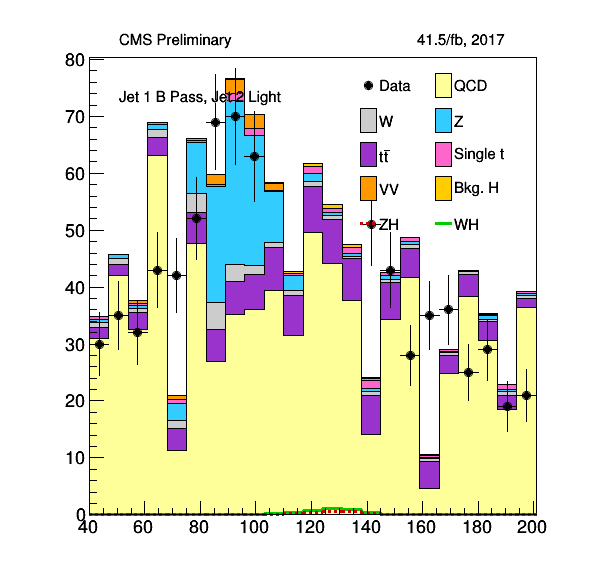 CMS Preliminary 41.5/fb, 2017
80
Jet 1 B Pass, Jet 2 Light
Data QCD
W Z
tt̄ Single t
VV Bkg. H
ZH WH
70
60
50
40
30
20
10
0
40 60 80 100 120 140 160 180 200